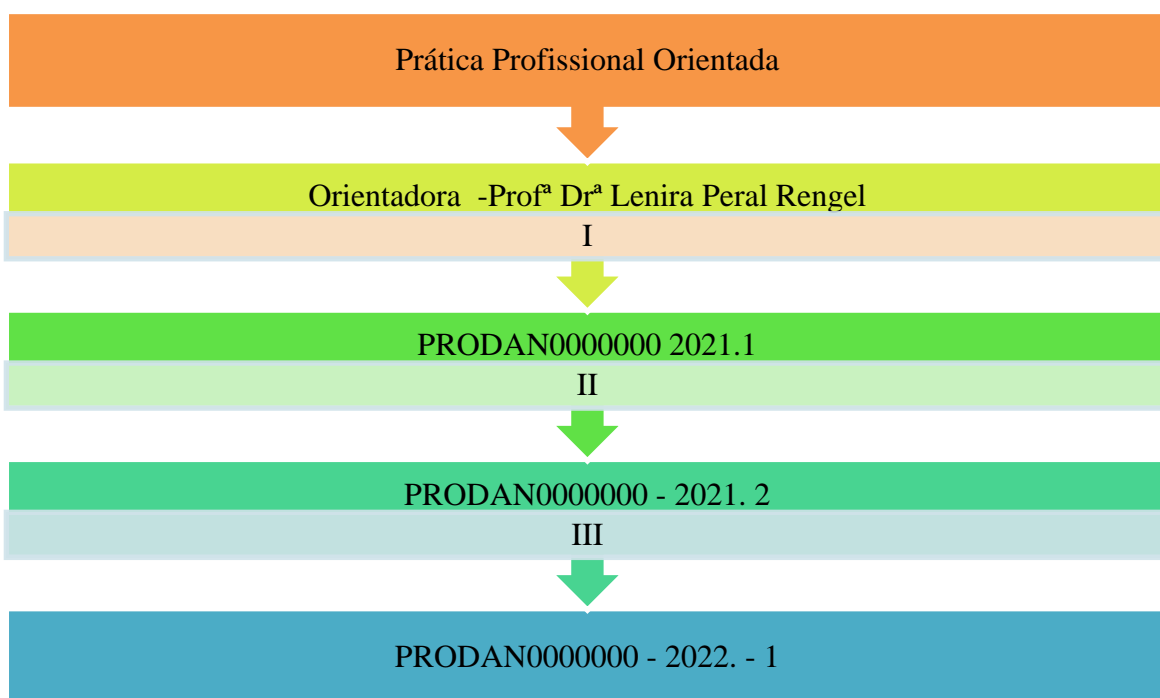 Prática Profissional Orientada
Orientadora -Profª Drª Lenira Peral Rengel
I
PRODAN0000000 2021.1
II
PRODAN0000000 - 2021. 2
III
PRODAN0000000 - 2022. - 1